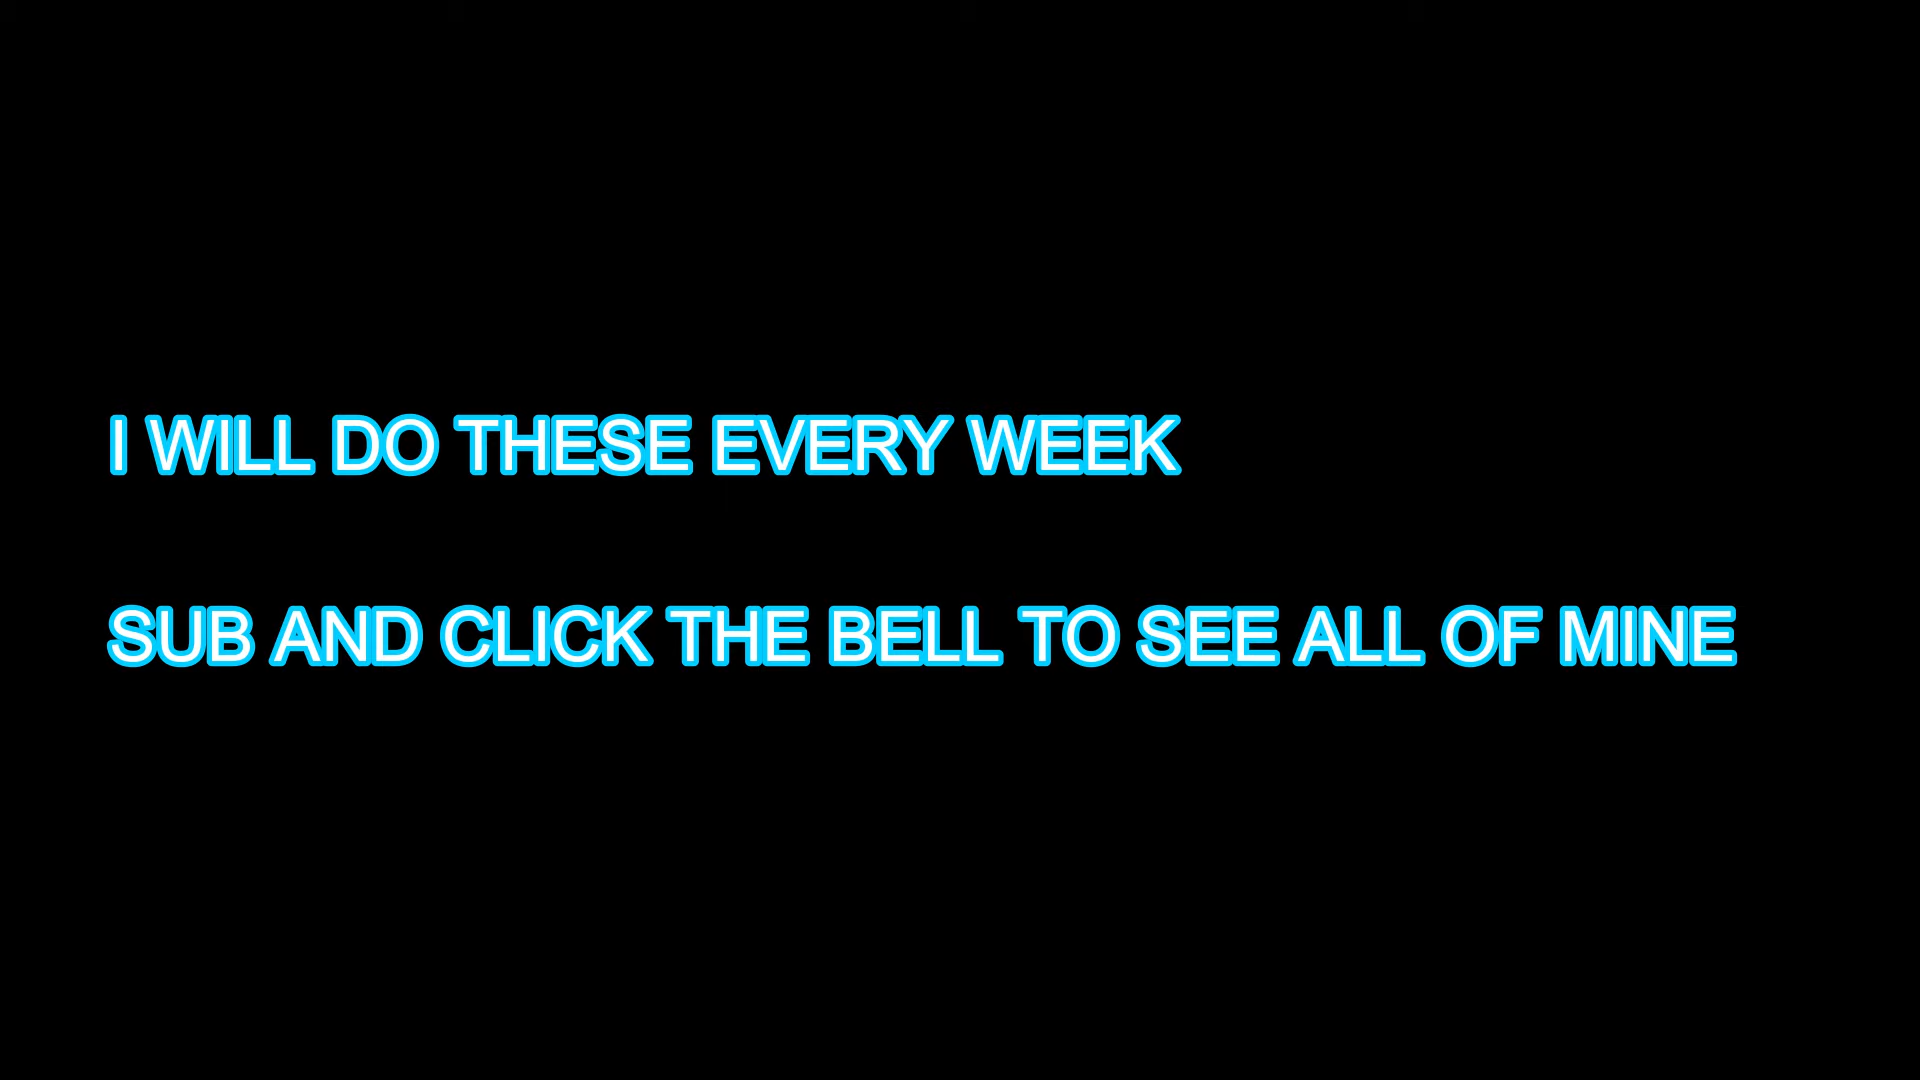 I WILL DO THESE EVERY WEEK
SUB AND CLICK THE BELL TO SEE ALL OF MINE